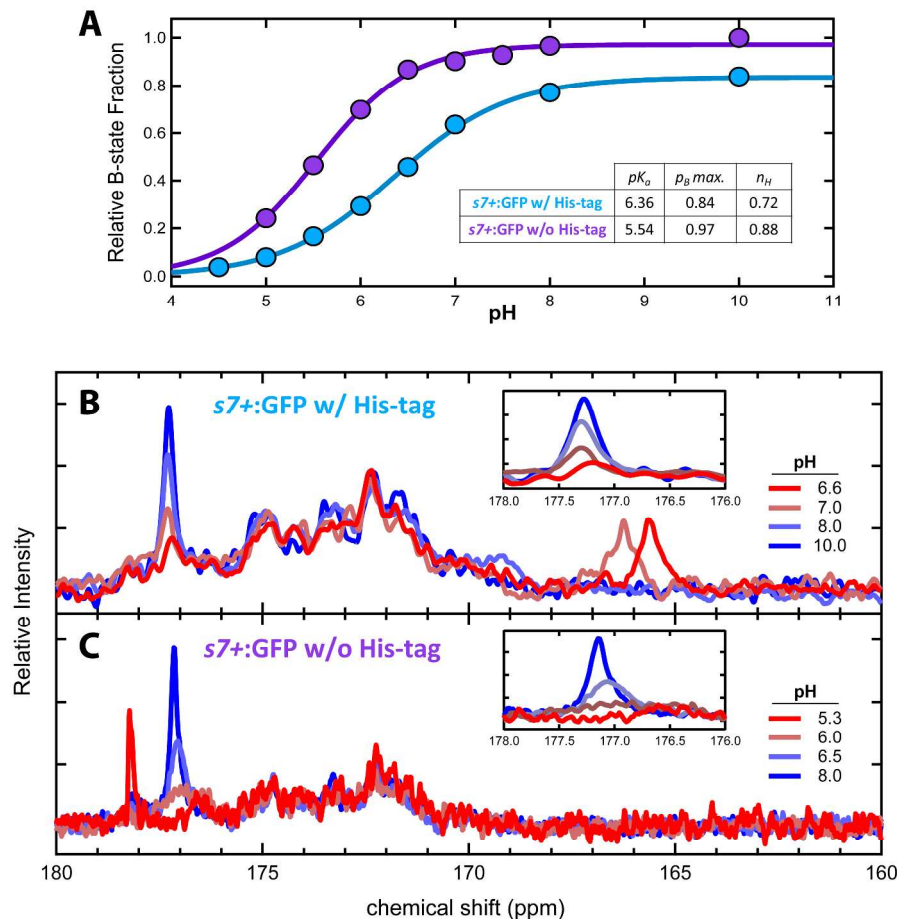 A
Relative B-state Fraction
1.0
0.8
0.6
0.4
0.2
0.0
4 5 6 7 8 9 10 11
pH
pKa pB max. nH
s7+:GFP w/ His-tag 6.36 0.84 0.72
s7+:GFP w/o His-tag 5.54 0.97 0.88
B
s7+:GFP w/ His-tag
178.0 177.5 177.0 176.5 176.0
pH
6.6
7.0
8.0
10.0
Relative Intensity
C
s7+:GFP w/o His-tag
178.0 177.5 177.0 176.5 176.0
pH
5.3
6.0
6.5
8.0
180 175 170 165 160
chemical shift (ppm)